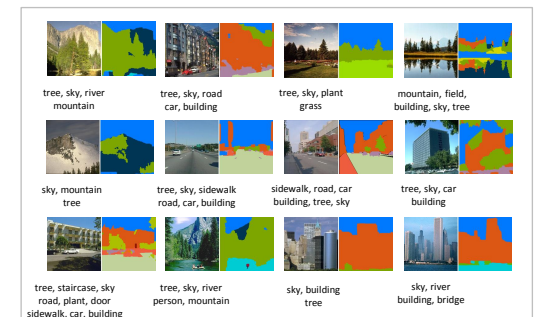 tree, sky, river
mountain
tree, sky, road
car, building
tree, sky, plant
grass
mountain, field,
building, sky, tree
sky, mountain
tree
tree, sky, sidewalk
road, car, building
sidewalk, road, car
building, tree, sky
tree, sky, car
building
tree, staircase, sky
road, plant, door
sidewalk, car, building
tree, sky, river
person, mountain
sky, building
tree
sky, river
building, bridge